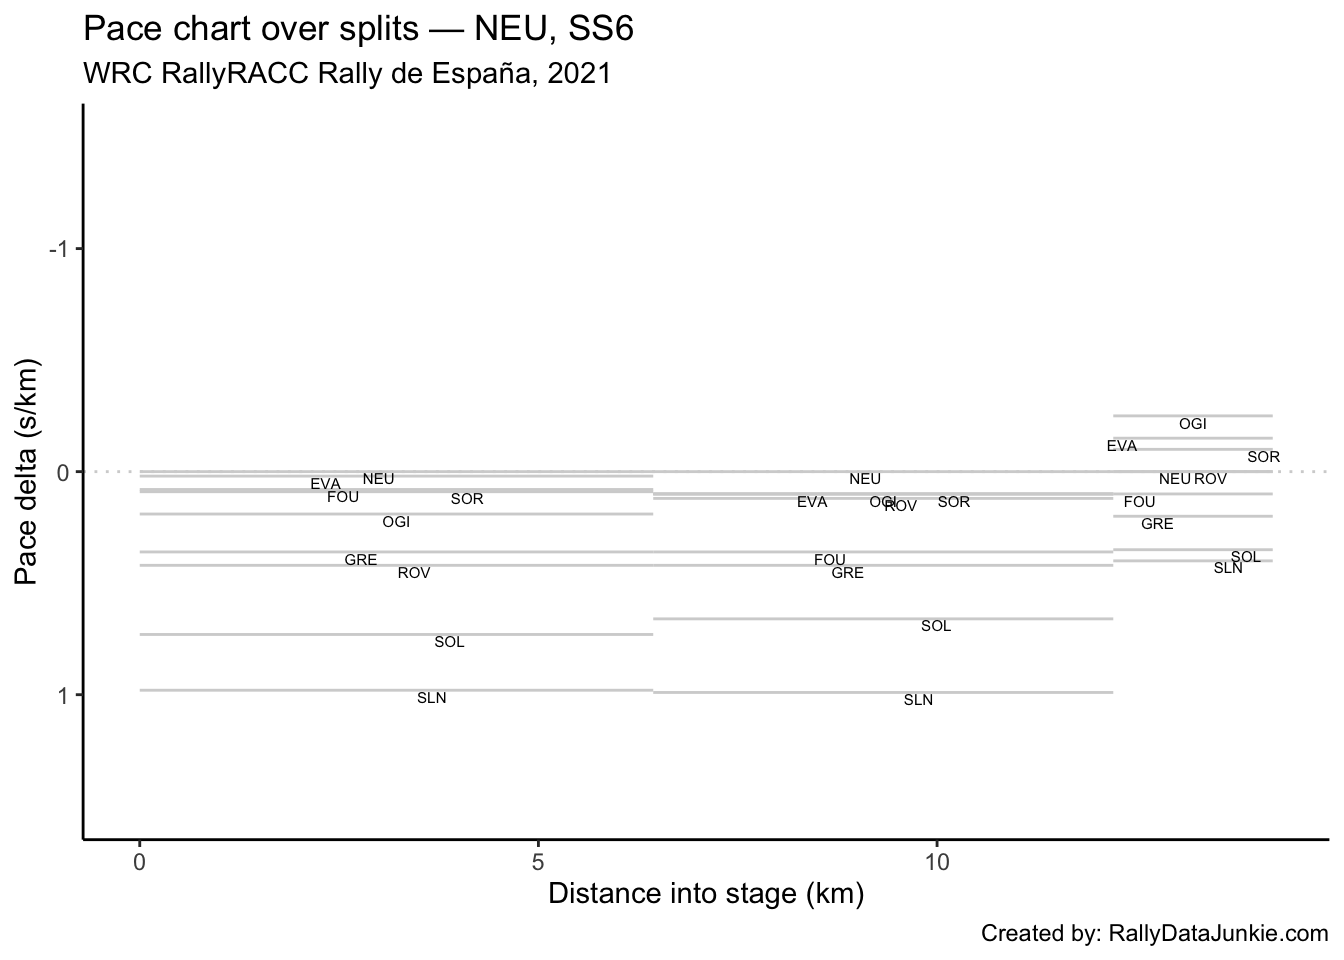 Pace chart over splits — NEU, SS6
WRC RallyRACC Rally de España, 2021
Pace delta (s/km)
-1
0
1
NEU
EVA
FOU
SOR
OGI
GRE
ROV
SOL
SLN
NEU
EVA
OGI
ROV
SOR
FOU
GRE
SOL
SLN
OGI
EVA
SOR
NEU ROV
FOU
GRE
SOL
SLN
0 5 10
Distance into stage (km)
Created by: RallyDataJunkie.com